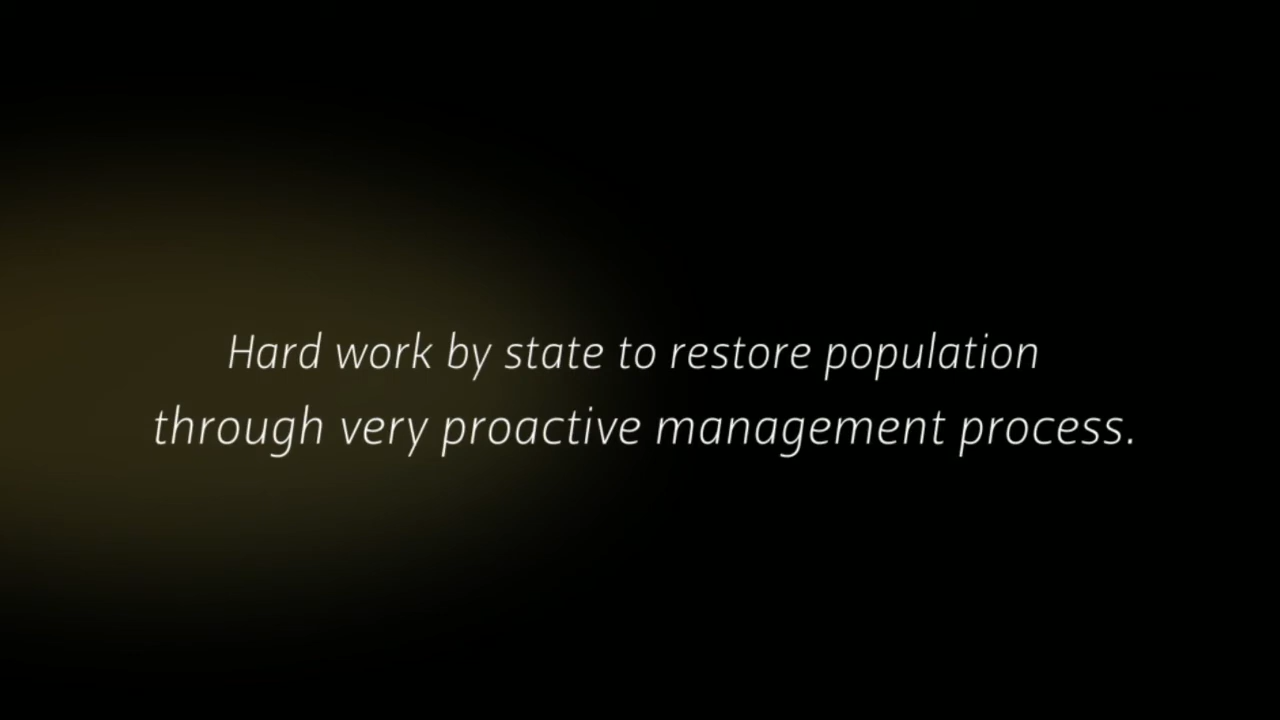 Hard work by state to restore population
through very proactive management process.